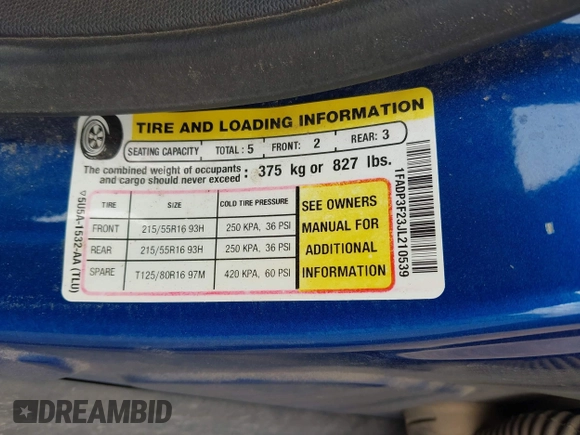 TIRE AND LOADING INFORMATION
SEATING CAPACITY TOTAL: 5 FRONT: 2 REAR: 3
The combined weight of occupants and cargo should never exceed : 375 kg or 827 lbs.
TIRE SIZE COLD TIRE PRESSURE
FRONT 215/55R16 93H 250 KPA, 36 PSI
REAR 215/55R16 93H 250 KPA, 36 PSI
SPARE T125/80R16 97M 420 KPA, 60 PSI
SEE OWNERS
MANUAL FOR
ADDITIONAL
INFORMATION
1FADP3F23JL210539
(TLU)
DREAMBID